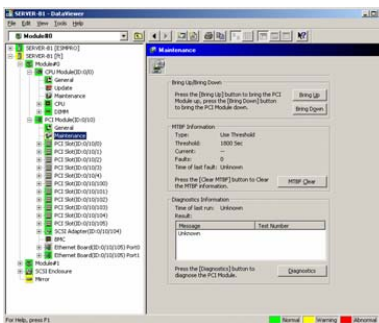 SERVER-B1 - DataViewer
File Edit View Tools Help
Module#0
SERVER-B1 [ESMPRO]
SERVER-B1 [ft]
Module#0
CPU Module(ID:0/0)
General
Update
Maintenance
CPU
DIMM
PCI Module(ID:0/10)
General
Maintenance
PCI Slot(ID:0/10/0)
PCI Slot(ID:0/10/1)
PCI Slot(ID:0/10/2)
PCI Slot(ID:0/10/3)
PCI Slot(ID:0/10/4)
PCI Slot(ID:0/10/100)
PCI Slot(ID:0/10/101)
PCI Slot(ID:0/10/102)
PCI Slot(ID:0/10/103)
PCI Slot(ID:0/10/104)
PCI Slot(ID:0/10/105)
SCSI Adapter(ID:0/10/104)
BMC
Ethernet Board(ID:0/10/105) Port0
Ethernet Board(ID:0/10/105) Port1
Module#1
SCSI Enclosure
Mirror
Maintenance
Bring Up/Bring Down
Press the [Bring Up] button to bring the PCI
Module up, press the [Bring Down] button
to bring the PCI Module down.
Bring Up
Bring Down
MTBF Information
Type: Use Threshold
Threshold: 1800 Sec
Current: --
Faults: 0
Time of last fault: Unknown
Press the [Clear MTBF] button to Clear
the MTBF information.
MTBF Clear
Diagnostics Information
Time of last run: Unknown
Result:
Message Test Number
Unknown
Press the [Diagnostics] button to
diagnose the PCI Module.
Diagnostics
For Help, press F1
Normal Warning Abnormal